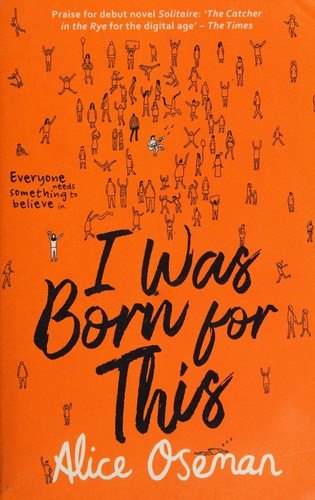 Praise for debut novel Solitaire: 'The Catcher
in the Rye for the digital age' – The Times
Everyone
needs
something to
believe in.
I Was
Born for
This
Alice Oseman